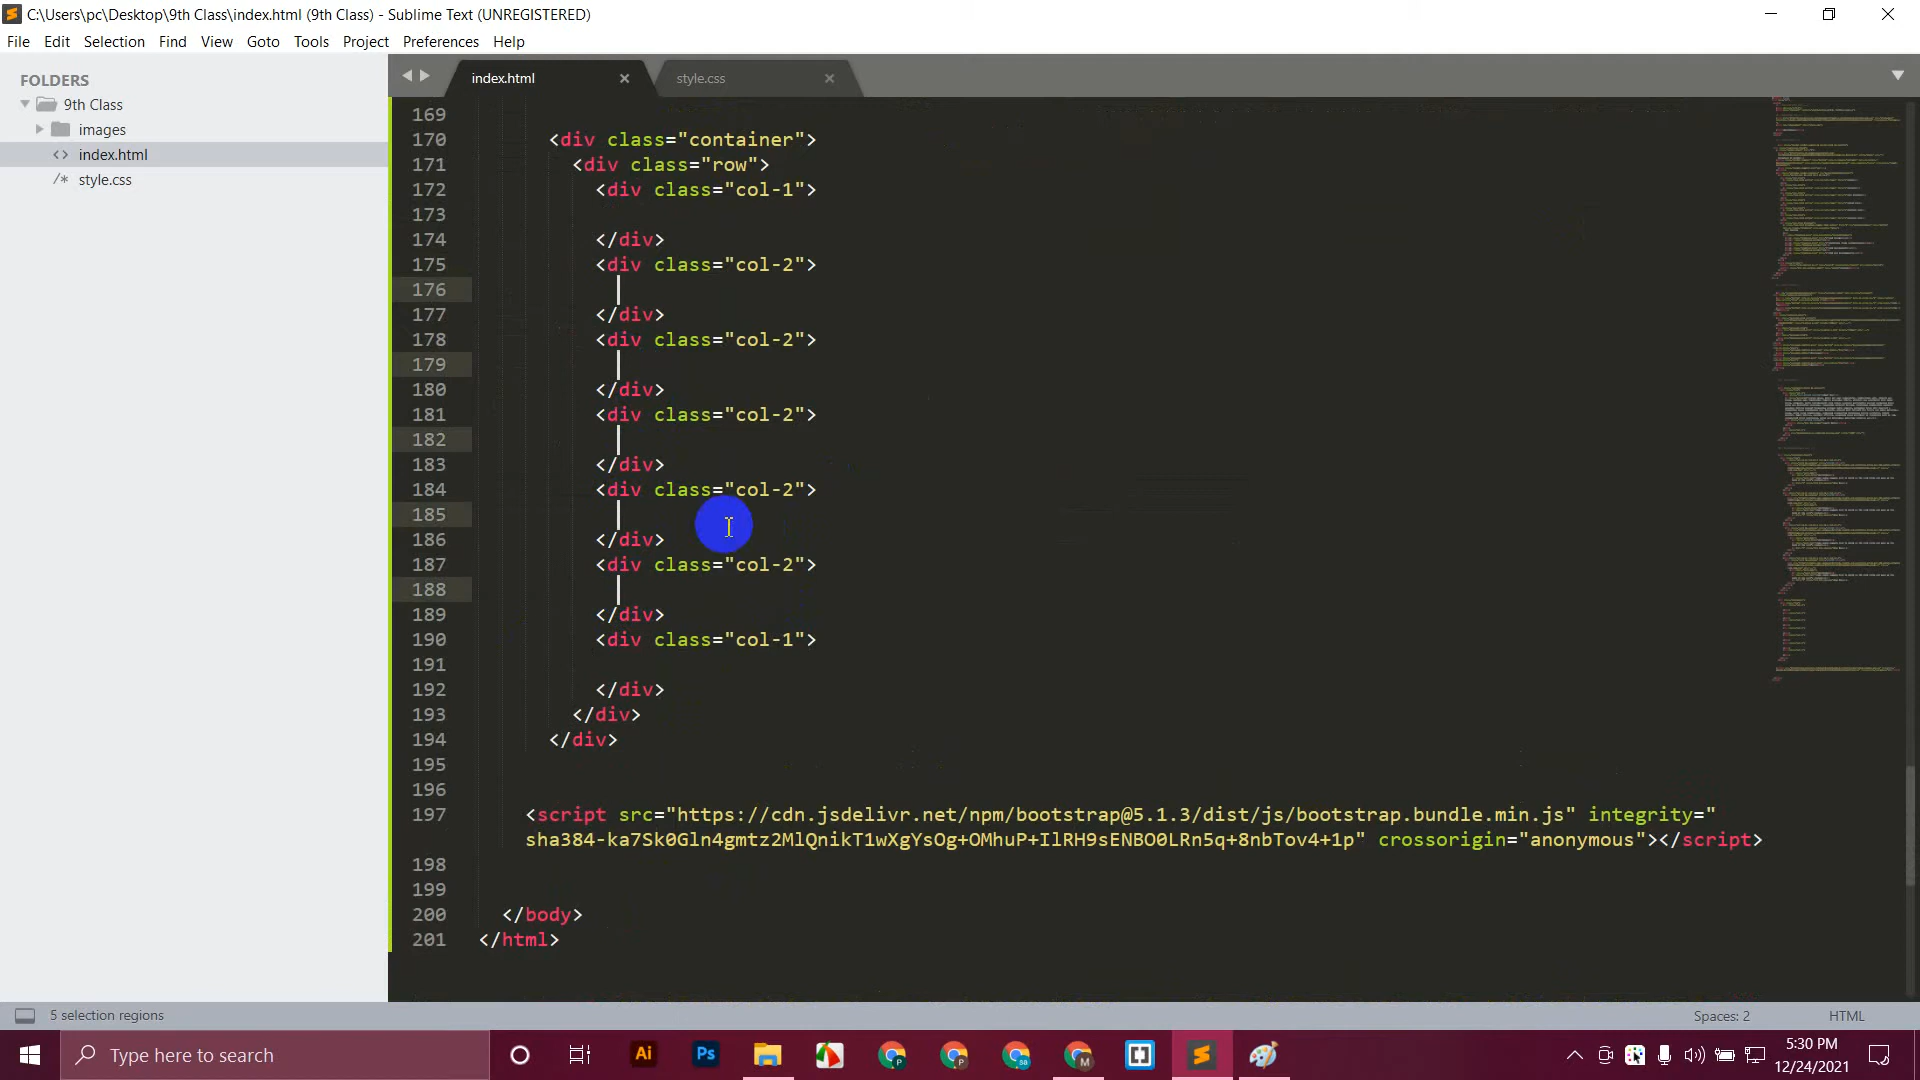 C:\Users\pc\Desktop\9th Class\index.html (9th Class) - Sublime Text (UNREGISTERED)
File Edit Selection Find View Goto Tools Project Preferences Help
FOLDERS
9th Class
images
<> index.html
/* style.css
index.html
style.css
169
170 <div class="container">
171 <div class="row">
172 <div class="col-1">
173
174 </div>
175 <div class="col-2">
176
177 </div>
178 <div class="col-2">
179
180 </div>
181 <div class="col-2">
182
183 </div>
184 <div class="col-2">
185
186 </div>
187 <div class="col-2">
188
189 </div>
190 <div class="col-1">
191
192 </div>
193 </div>
194 </div>
195
196
197 <script src="https://cdn.jsdelivr.net/npm/bootstrap@5.1.3/dist/js/bootstrap.bundle.min.js" integrity="
sha384-ka7Sk0Gln4gmtz2MlQnikT1wXgYsOg+OMhuP+IlRH9sENBO0LRn5q+8nbTov4+1p" crossorigin="anonymous"></script>
198
199
200 </body>
201 </html>
5 selection regions
Spaces: 2
HTML
Type here to search
Ai
Ps
5:30 PM
12/24/2021